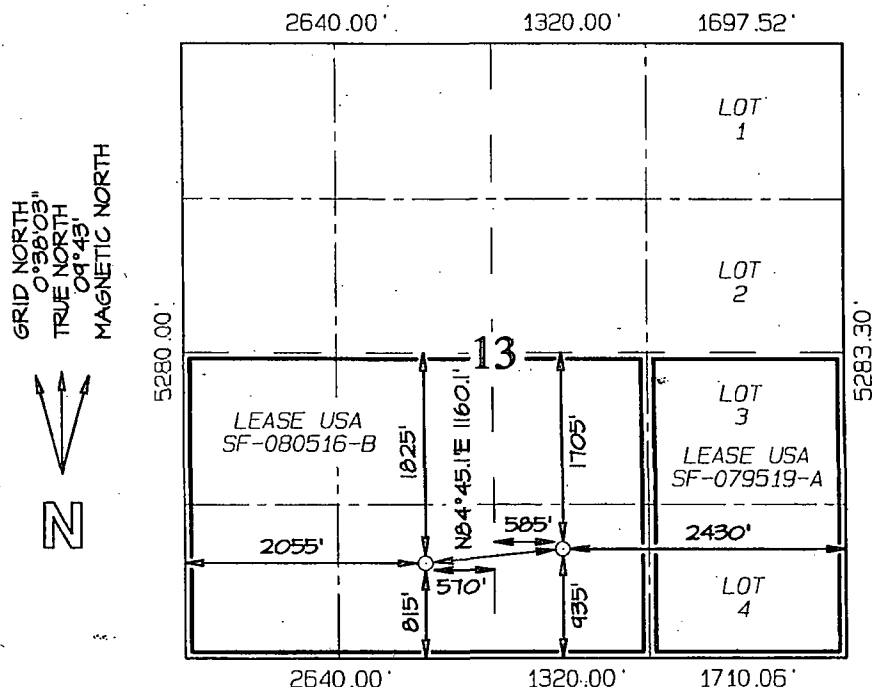 2640.00' 1320.00' 1697.52'
LOT
1
GRID NORTH
0°38'03"
TRUE NORTH
09°43'
MAGNETIC NORTH
LOT
2
5280.00'
5283.30'
13
LEASE USA
SF-080516-B
1825'
N84°45.1'E 1160.1'
1705'
LOT
3
LEASE USA
SF-079519-A
N
2055'
585'
2430'
570'
815'
935'
LOT
4
2640.00' 1320.00' 1710.06'